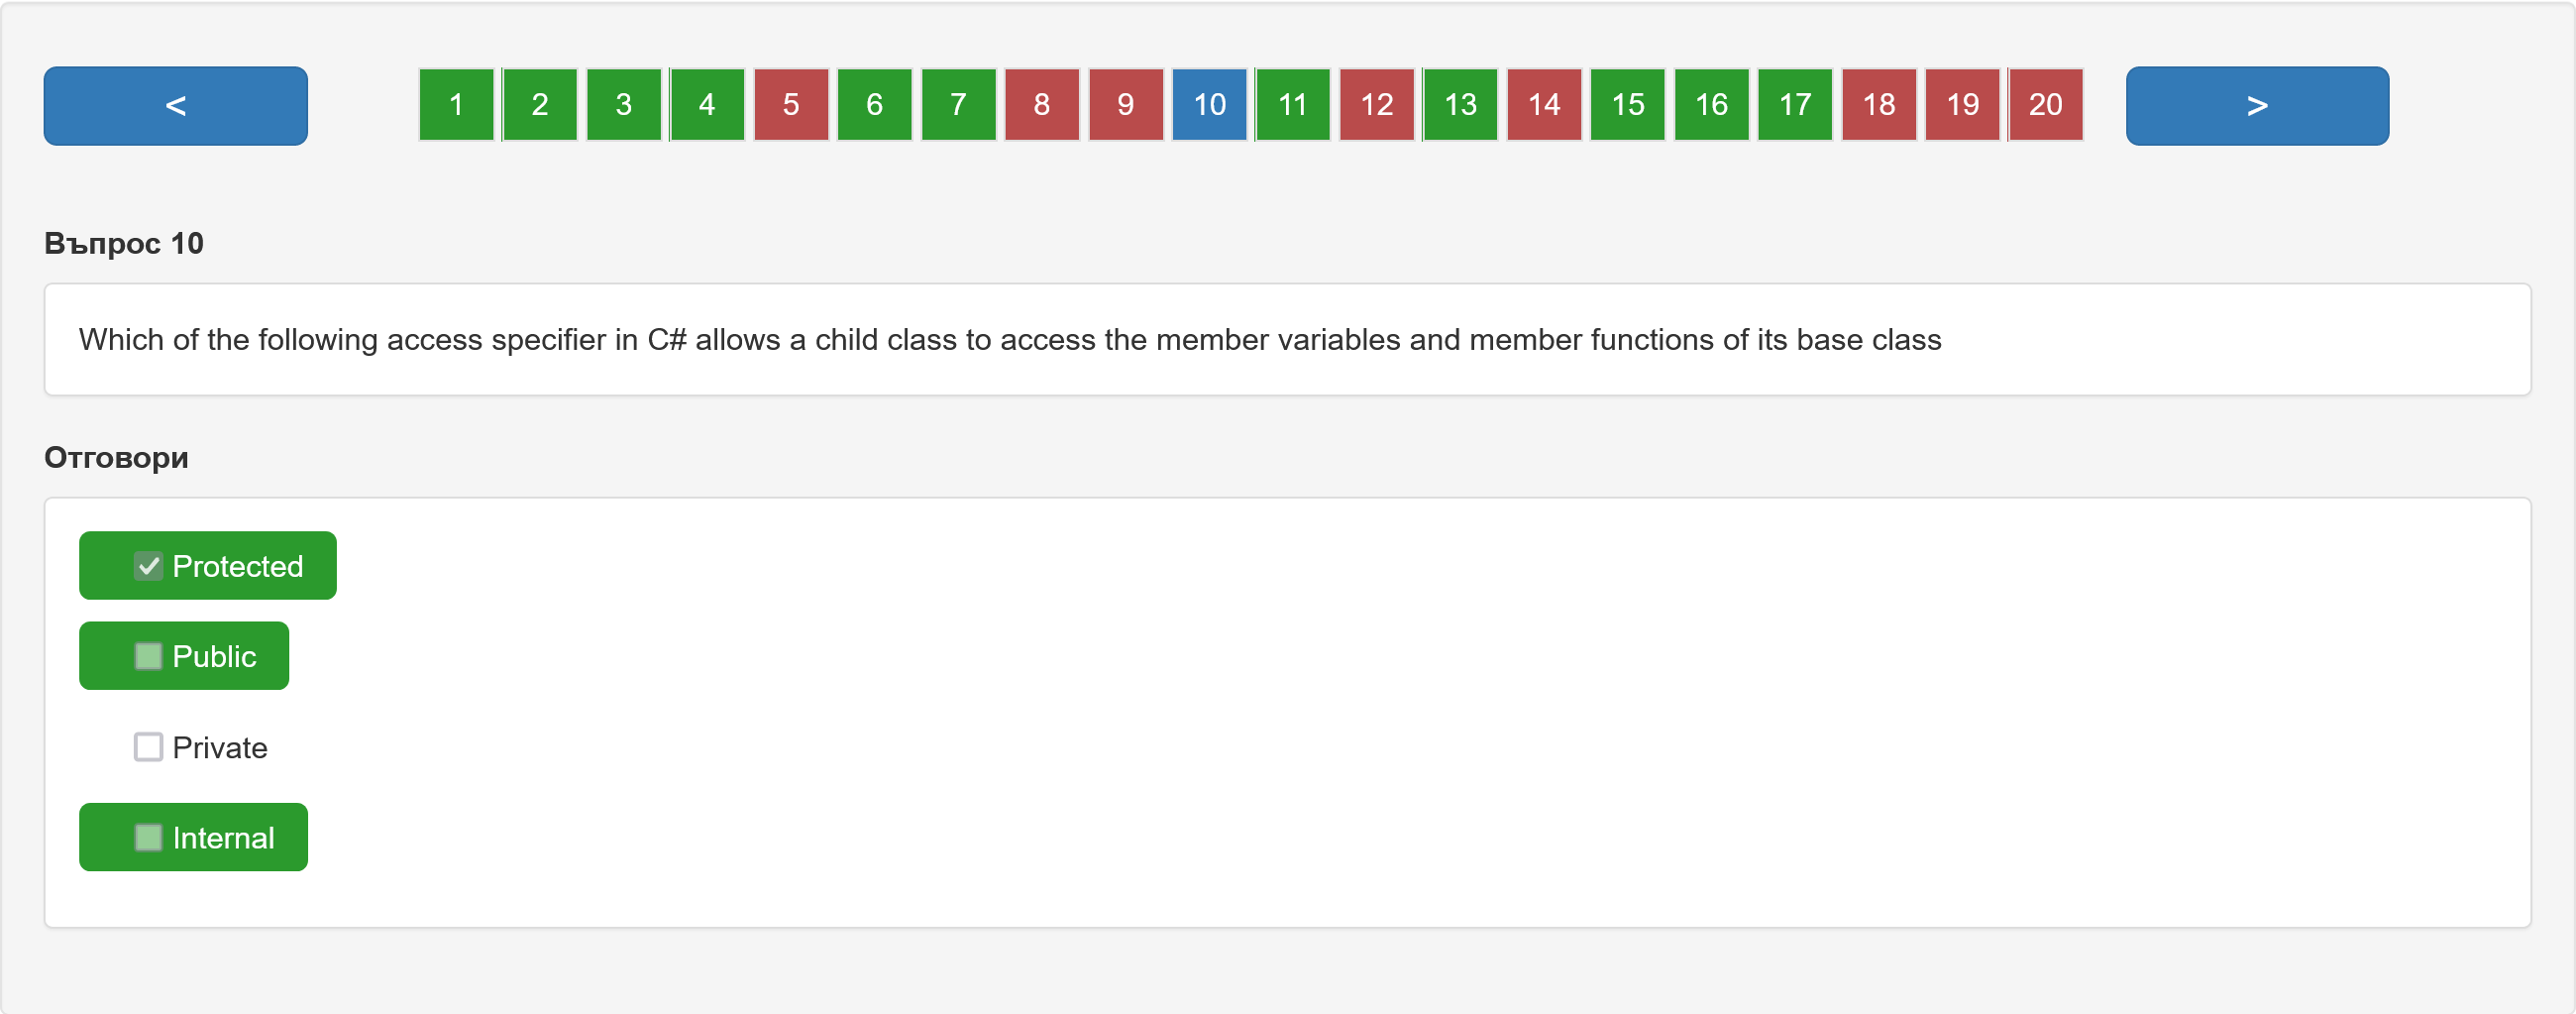 < 1 2 3 4 5 6 7 8 9 10 11 12 13 14 15 16 17 18 19 20 >
Въпрос 10
Which of the following access specifier in C# allows a child class to access the member variables and member functions of its base class
Отговори
Protected
Public
Private
Internal